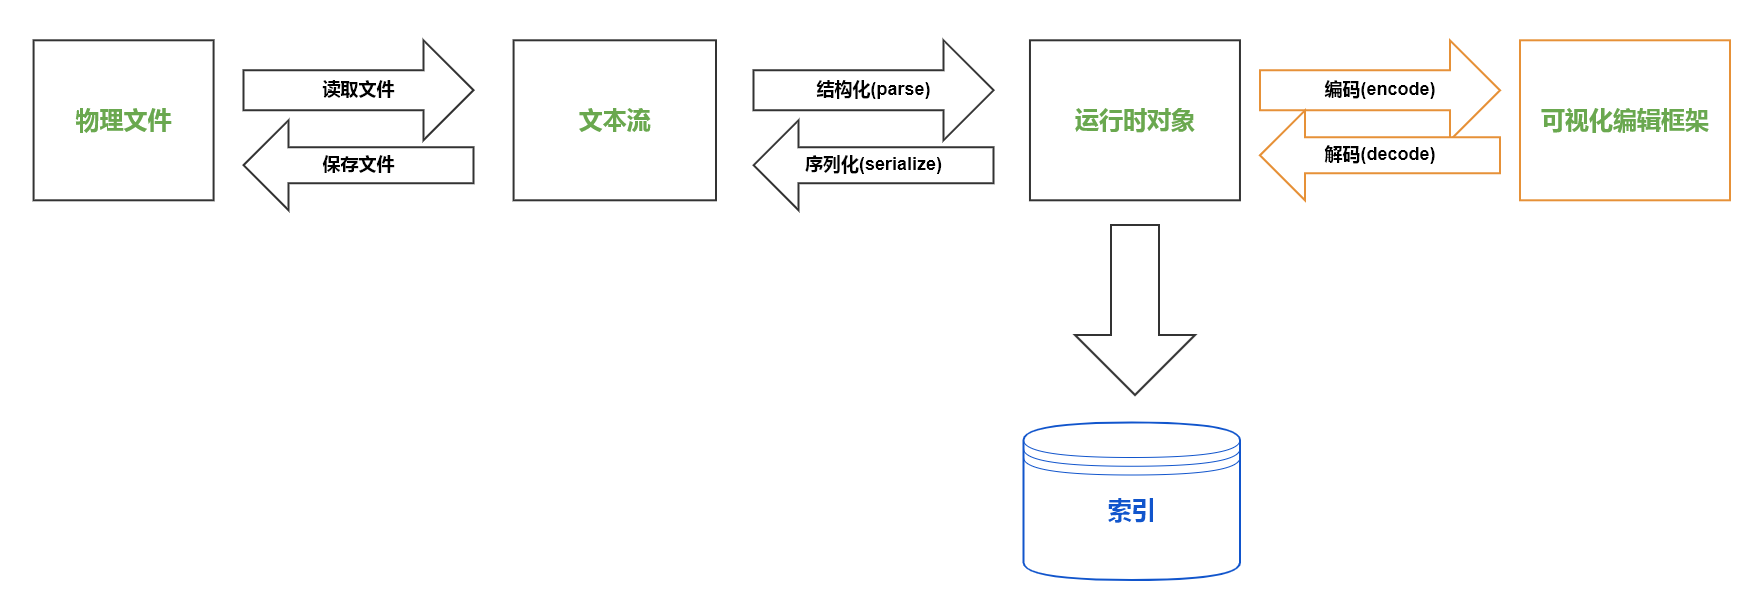 物理文件
读取文件
保存文件
文本流
结构化(parse)
序列化(serialize)
运行时对象
编码(encode)
解码(decode)
可视化编辑框架
索引